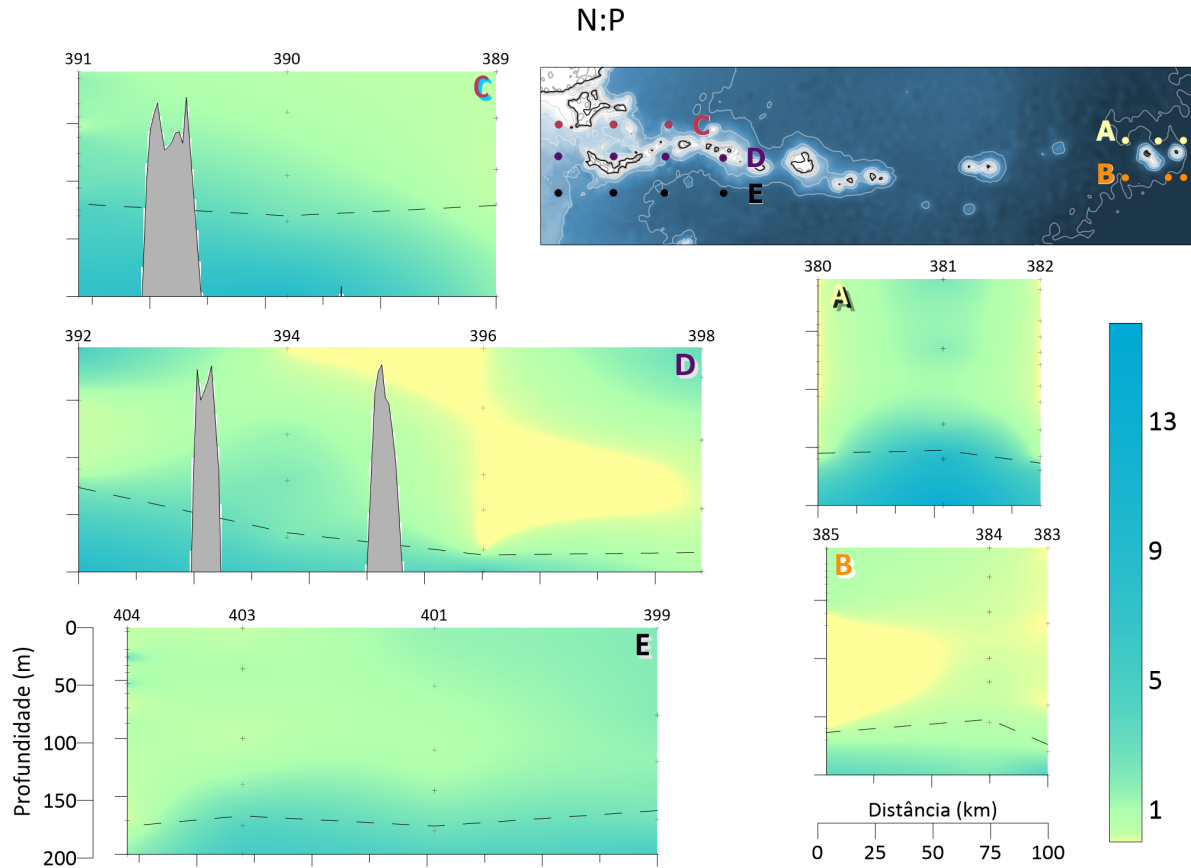 N:P
391 390 389
C
A
C
D
B
E
380 381 382
A
392 394 396 398
D
13
9
5
1
385 384 383
B
404 403 401 399
E
Profundidade (m)
0
50
100
150
200
Distância (km)
0 25 50 75 100